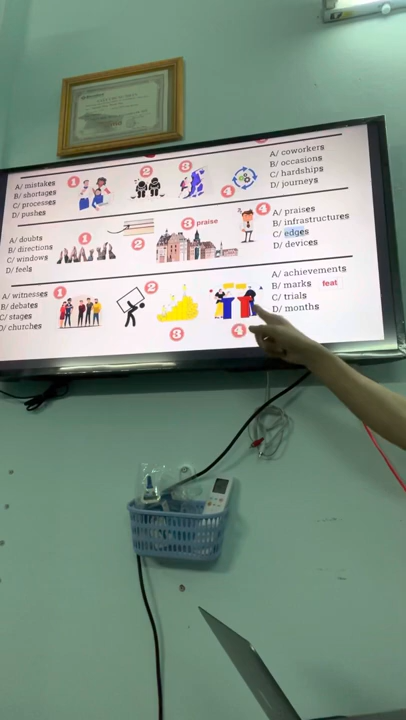 A/ mistakes
B/ shortages
C/ processes
D/ pushes
1
2
3
4
A/ coworkers
B/ occasions
C/ hardships
D/ journeys
A/ doubts
B/ directions
C/ windows
D/ feels
1
2
3 praise
4
A/ praises
B/ infrastructures
C/ edges
D/ devices
A/ witnesses
B/ debates
C/ stages
D/ churches
1
2
3
4
A/ achievements
B/ marks feat
C/ trials
D/ months